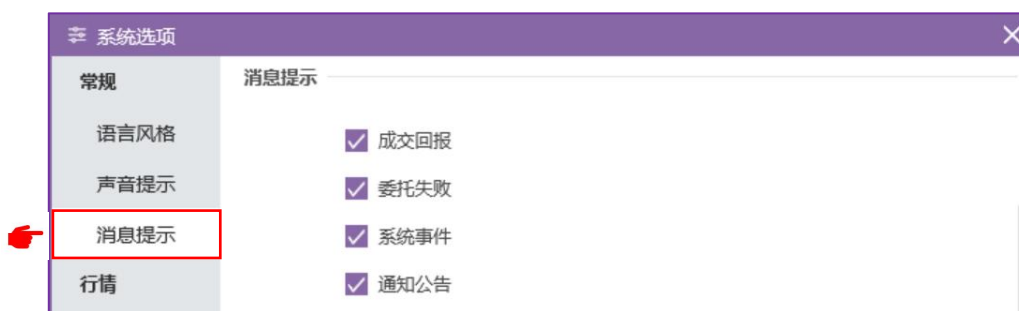 系统选项
常规
语言风格
声音提示
消息提示
行情
消息提示
成交回报
委托失败
系统事件
通知公告